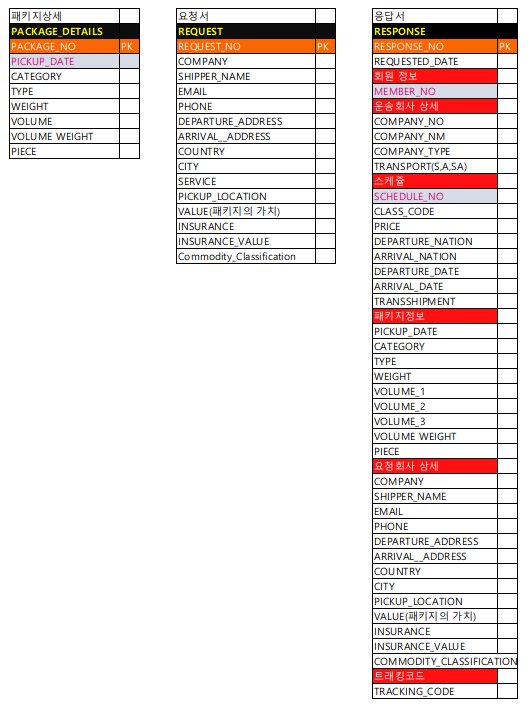 패키지상세
PACKAGE_DETAILS
PACKAGE_NO PK
PICKUP_DATE
CATEGORY
TYPE
WEIGHT
VOLUME
VOLUME WEIGHT
PIECE
요청서
REQUEST
REQUEST_NO PK
COMPANY
SHIPPER_NAME
EMAIL
PHONE
DEPARTURE_ADDRESS
ARRIVAL__ADDRESS
COUNTRY
CITY
SERVICE
PICKUP_LOCATION
VALUE(패키지의 가치)
INSURANCE
INSURANCE_VALUE
Commodity_Classification
응답서
RESPONSE
RESPONSE_NO PK
REQUESTED_DATE
회원 정보
MEMBER_NO
운송회사 상세
COMPANY_NO
COMPANY_NM
COMPANY_TYPE
TRANSPORT(S,A,SA)
스케쥴
SCHEDULE_NO
CLASS_CODE
PRICE
DEPARTURE_NATION
ARRIVAL_NATION
DEPARTURE_DATE
ARRIVAL_DATE
TRANSSHIPMENT
패키지정보
PICKUP_DATE
CATEGORY
TYPE
WEIGHT
VOLUME_1
VOLUME_2
VOLUME_3
VOLUME WEIGHT
PIECE
요청회사 상세
COMPANY
SHIPPER_NAME
EMAIL
PHONE
DEPARTURE_ADDRESS
ARRIVAL__ADDRESS
COUNTRY
CITY
PICKUP_LOCATION
VALUE(패키지의 가치)
INSURANCE
INSURANCE_VALUE
COMMODITY_CLASSIFICATION
트래킹코드
TRACKING_CODE